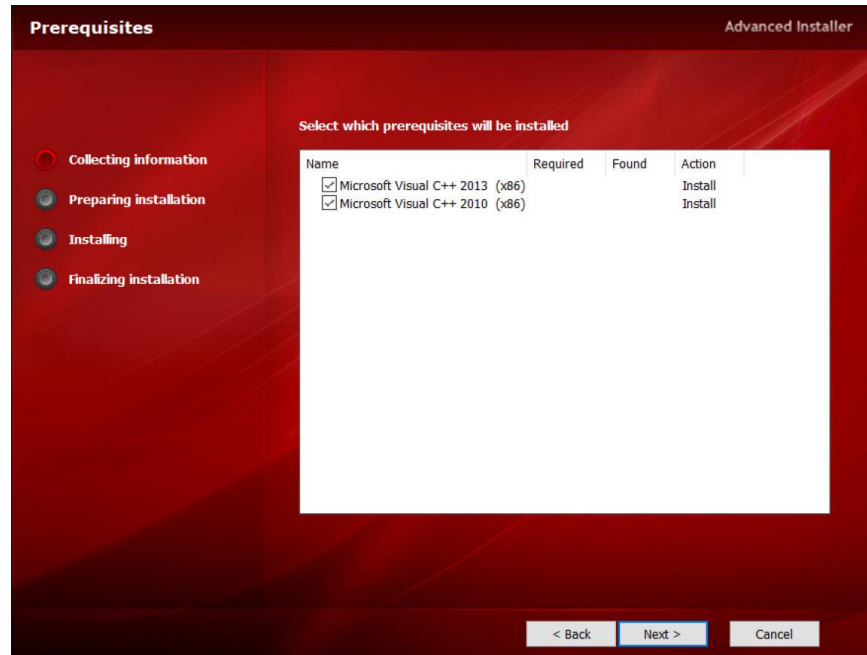 Prerequisites
Advanced Installer
Select which prerequisites will be installed
Collecting information
Preparing installation
Installing
Finalizing installation
Name Required Found Action
Microsoft Visual C++ 2013 (x86) Install
Microsoft Visual C++ 2010 (x86) Install
< Back Next > Cancel